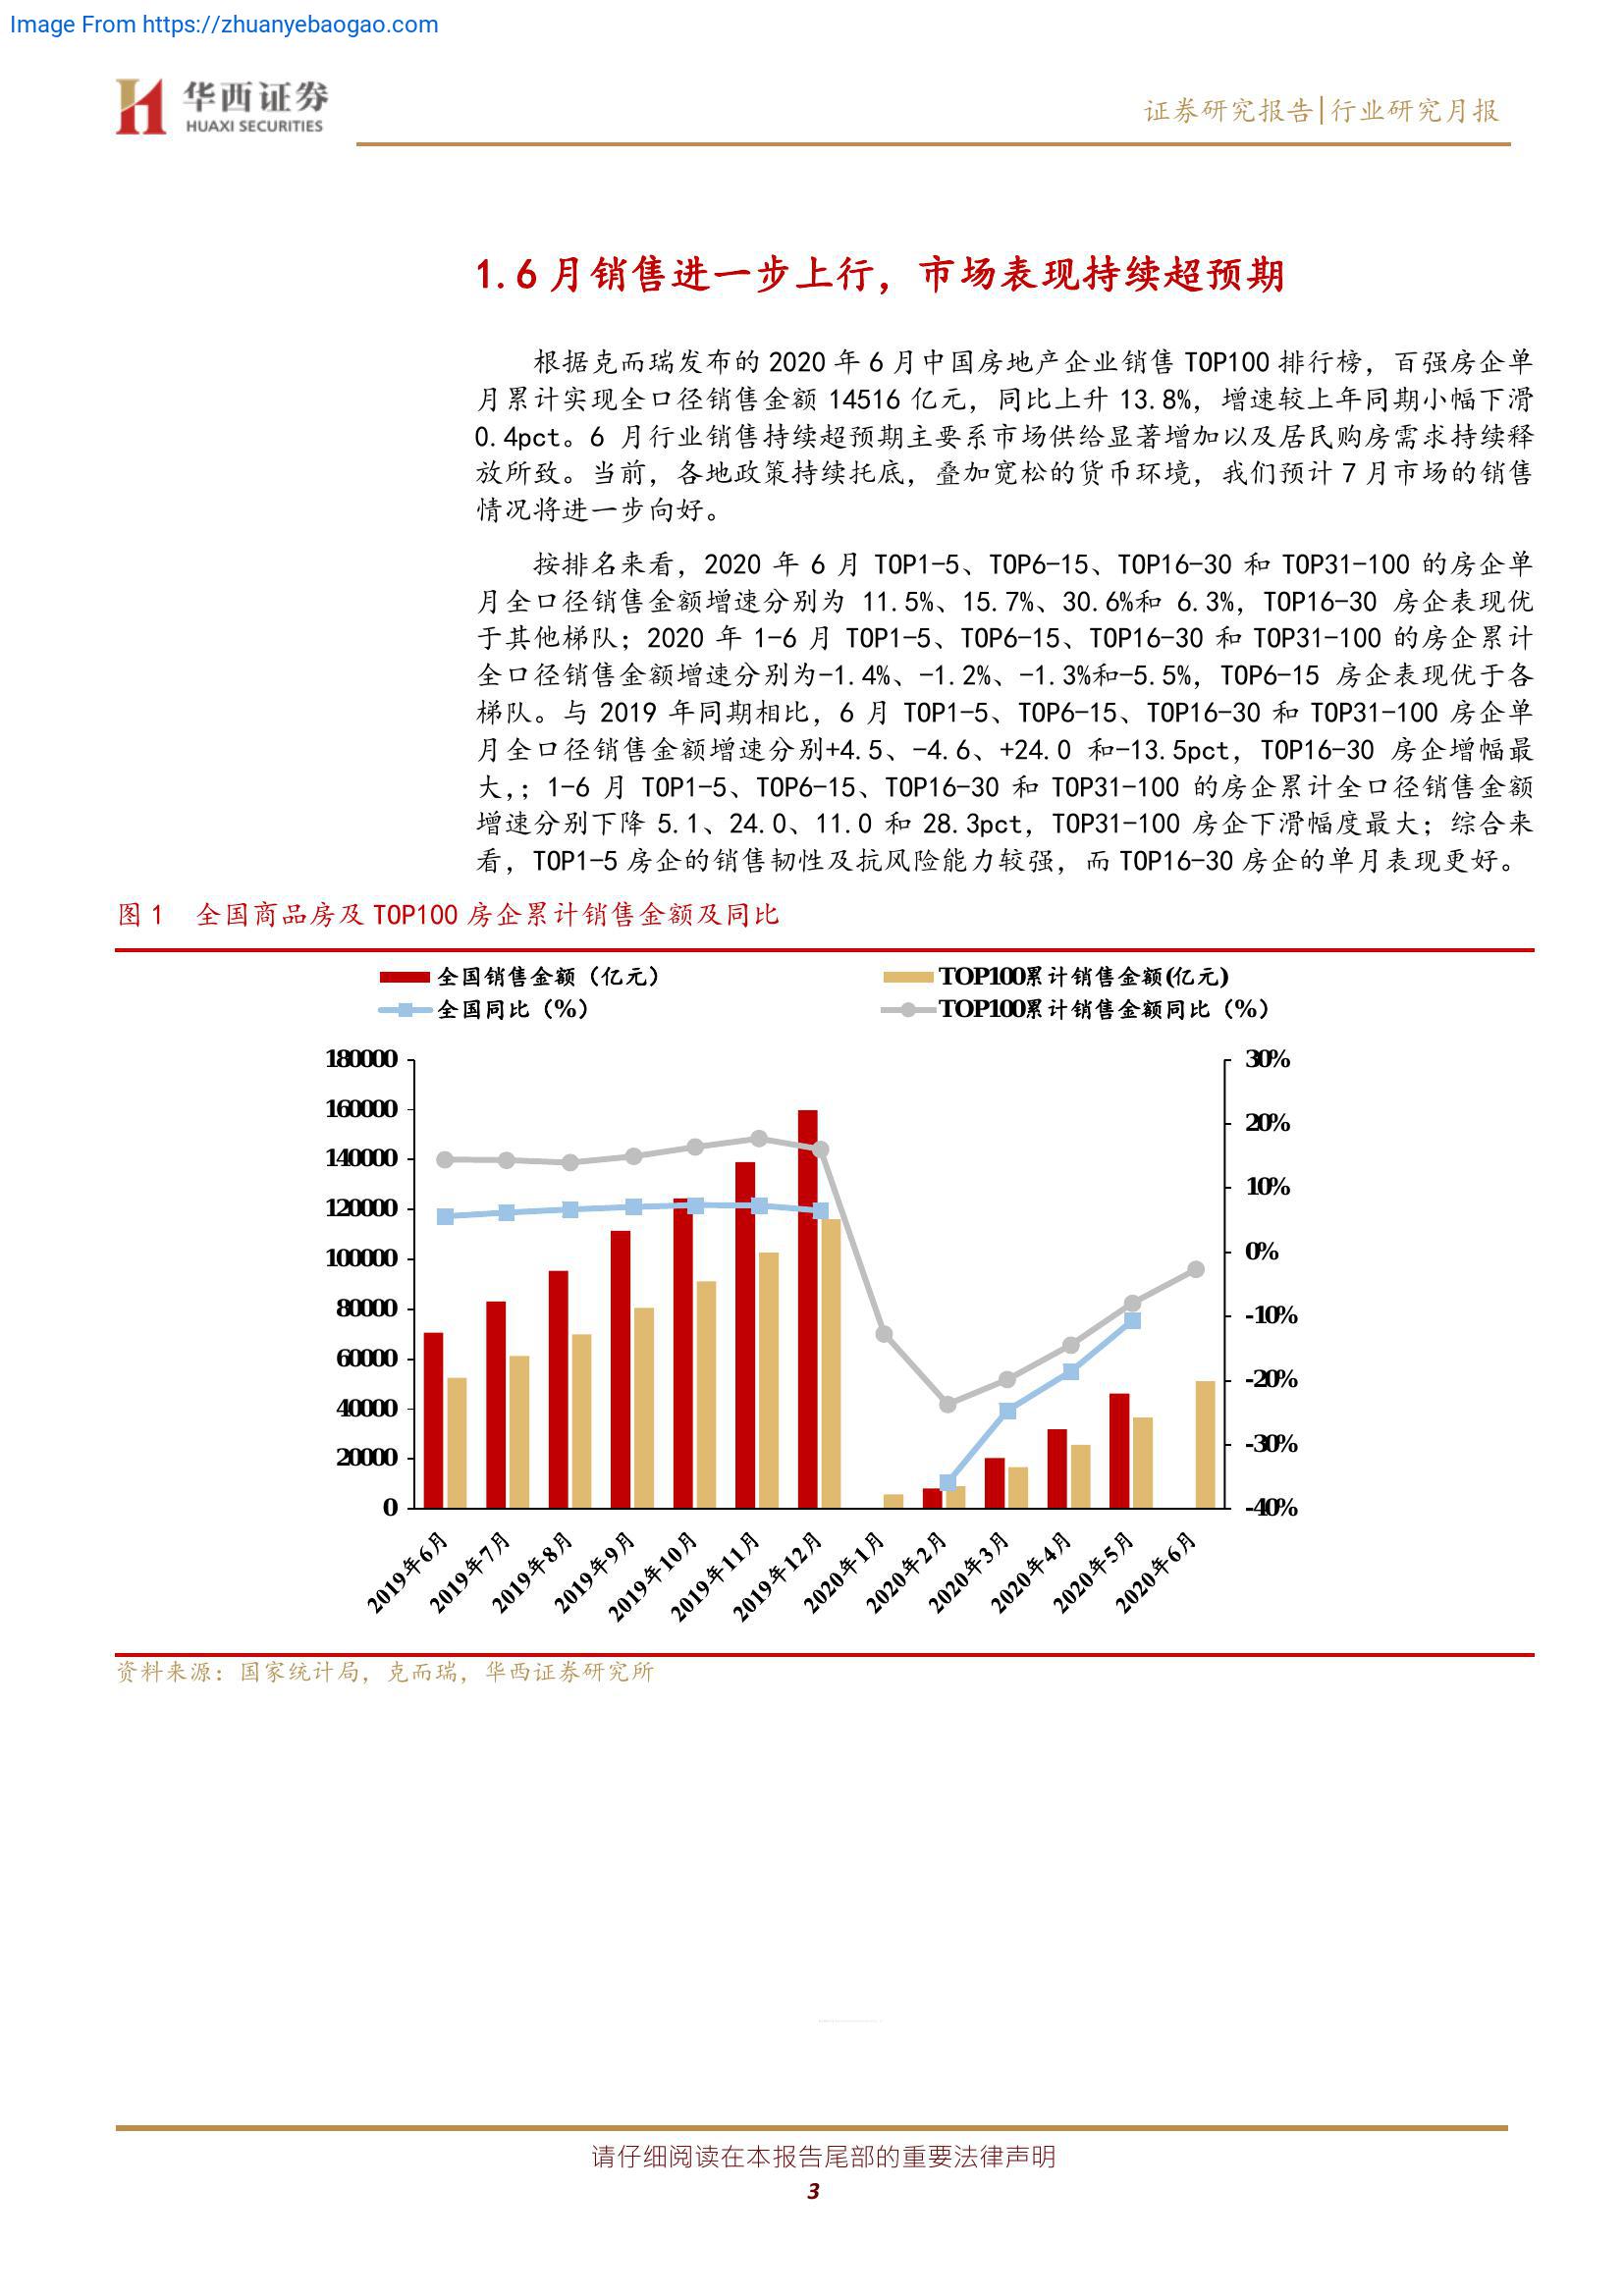 Image From https://zhuanyebaogao.com
华西证券
HUAXI SECURITIES
证券研究报告|行业研究月报
1.6 月销售进一步上行，市场表现持续超预期
根据克而瑞发布的 2020 年 6 月中国房地产企业销售 TOP100 排行榜，百强房企单
月累计实现全口径销售金额 14516 亿元，同比上升 13.8%，增速较上年同期小幅下滑
0.4pct。6 月行业销售持续超预期主要系市场供给显著增加以及居民购房需求持续释
放所致。当前，各地政策持续托底，叠加宽松的货币环境，我们预计 7 月市场的销售
情况将进一步向好。
按排名来看，2020 年 6 月 TOP1-5、TOP6-15、TOP16-30 和 TOP31-100 的房企单
月全口径销售金额增速分别为 11.5%、15.7%、30.6%和 6.3%，TOP16-30 房企表现优
于其他梯队；2020 年 1-6 月 TOP1-5、TOP6-15、TOP16-30 和 TOP31-100 的房企累计
全口径销售金额增速分别为-1.4%、-1.2%、-1.3%和-5.5%，TOP6-15 房企表现优于各
梯队。与 2019 年同期相比，6 月 TOP1-5、TOP6-15、TOP16-30 和 TOP31-100 房企单
月全口径销售金额增速分别+4.5、-4.6、+24.0 和-13.5pct，TOP16-30 房企增幅最
大，；1-6 月 TOP1-5、TOP6-15、TOP16-30 和 TOP31-100 的房企累计全口径销售金额
增速分别下降 5.1、24.0、11.0 和 28.3pct，TOP31-100 房企下滑幅度最大；综合来
看，TOP1-5 房企的销售韧性及抗风险能力较强，而 TOP16-30 房企的单月表现更好。
图 1 全国商品房及 TOP100 房企累计销售金额及同比
全国销售金额（亿元） TOP100累计销售金额(亿元)
全国同比（%） TOP100累计销售金额同比（%）
180000 30%
160000 20%
140000 10%
120000 0%
100000 -10%
80000 -20%
60000 -30%
40000 -40%
20000
0
2019年6月 2019年7月 2019年8月 2019年9月 2019年10月 2019年11月 2019年12月 2020年1月 2020年2月 2020年3月 2020年4月 2020年5月 2020年6月
资料来源：国家统计局，克而瑞，华西证券研究所
请仔细阅读在本报告尾部的重要法律声明
3